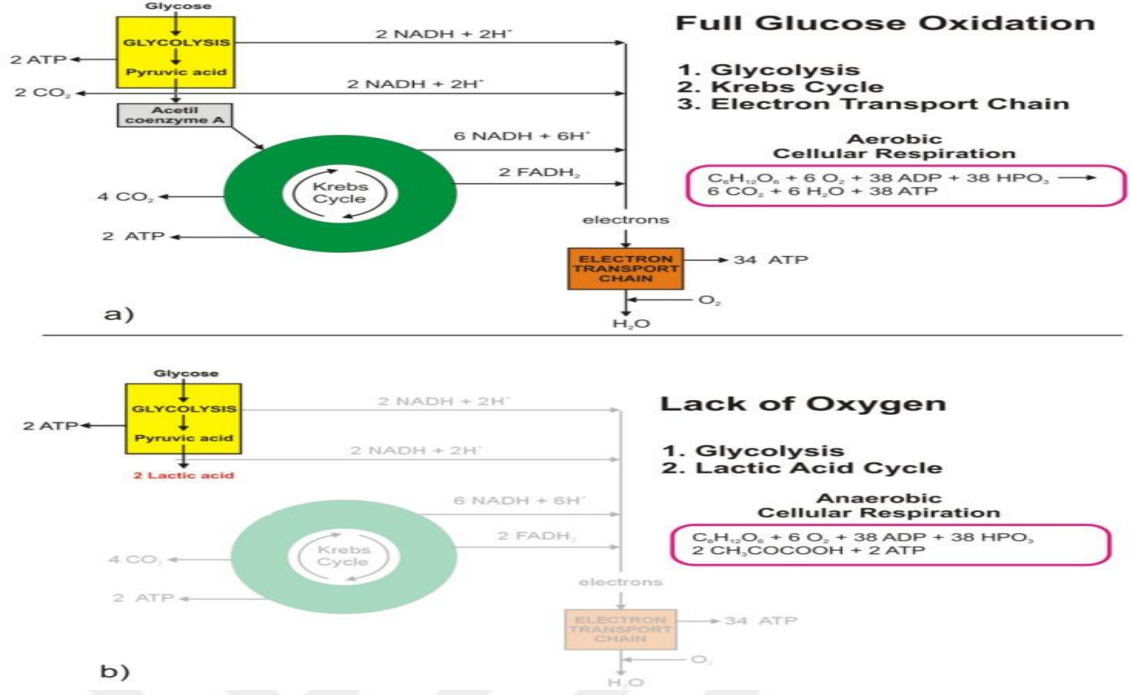 Glycose
GLYCOLYSIS
Pyruvic acid
2 ATP
2 NADH + 2H⁺
2 CO₂
2 NADH + 2H⁺
Acetil
coenzyme A
6 NADH + 6H⁺
2 FADH₂
Krebs
Cycle
4 CO₂
2 ATP
electrons
ELECTRON
TRANSPORT
CHAIN
34 ATP
O₂
H₂O
a)
Full Glucose Oxidation
1. Glycolysis
2. Krebs Cycle
3. Electron Transport Chain
Aerobic
Cellular Respiration
C₆H₁₂O₆ + 6 O₂ + 38 ADP + 38 HPO₃ →
6 CO₂ + 6 H₂O + 38 ATP
Glycose
GLYCOLYSIS
Pyruvic acid
2 ATP
2 Lactic acid
2 NADH + 2H⁺
2 NADH + 2H⁺
6 NADH + 6H⁺
2 FADH₂
Krebs
Cycle
4 CO₂
2 ATP
electrons
ELECTRON
TRANSPORT
CHAIN
34 ATP
O₂
H₂O
b)
Lack of Oxygen
1. Glycolysis
2. Lactic Acid Cycle
Anaerobic
Cellular Respiration
C₆H₁₂O₆ + 6 O₂ + 38 ADP + 38 HPO₃
2 CH₃COCOOH + 2 ATP